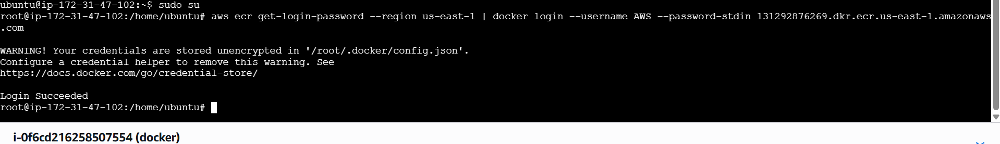 ubuntu@ip-172-31-47-102:~$ sudo su
root@ip-172-31-47-102:/home/ubuntu# aws ecr get-login-password --region us-east-1 | docker login --username AWS --password-stdin 131292876269.dkr.ecr.us-east-1.amazonaws
.com
WARNING! Your credentials are stored unencrypted in '/root/.docker/config.json'.
Configure a credential helper to remove this warning. See
https://docs.docker.com/go/credential-store/
Login Succeeded
root@ip-172-31-47-102:/home/ubuntu#
i-0f6cd216258507554 (docker)